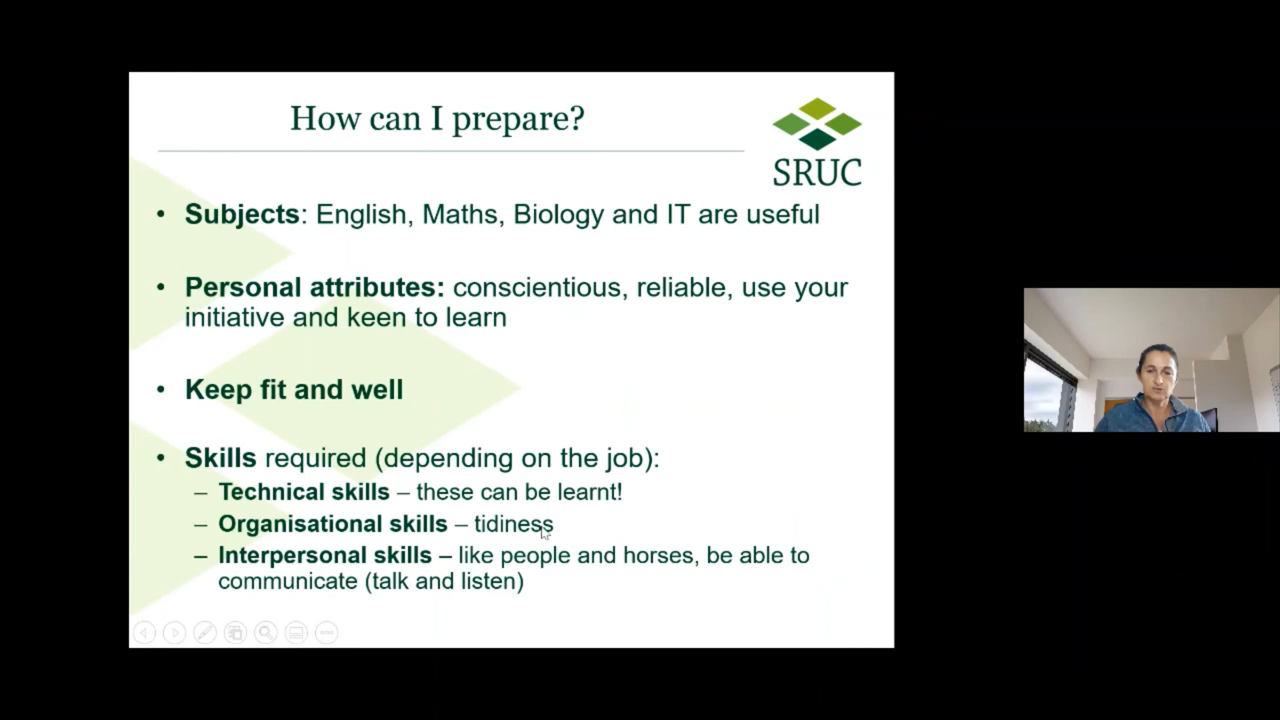 How can I prepare?
SRUC
• Subjects: English, Maths, Biology and IT are useful
• Personal attributes: conscientious, reliable, use your
initiative and keen to learn
• Keep fit and well
• Skills required (depending on the job):
– Technical skills – these can be learnt!
– Organisational skills – tidiness
– Interpersonal skills – like people and horses, be able to
communicate (talk and listen)